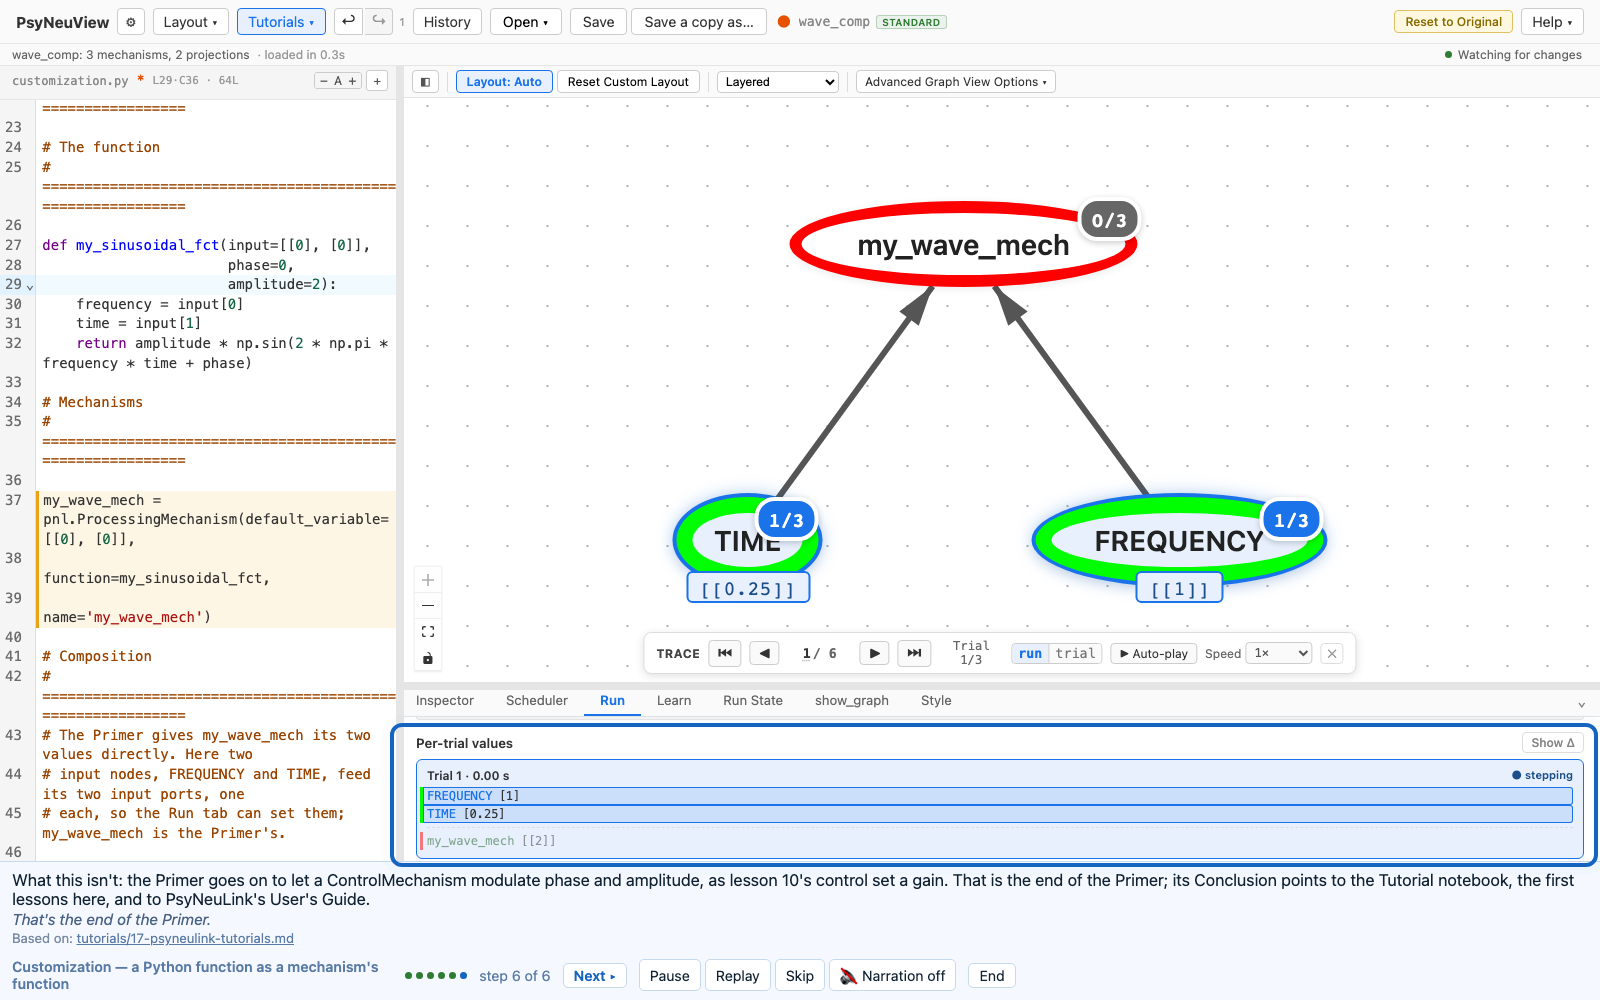 PsyNeuView ⚙ Layout ▾ Tutorials ▾ ↩ ↪ 1 History Open ▾ Save Save a copy as... wave_comp STANDARD Reset to Original Help ▾
wave_comp: 3 mechanisms, 2 projections · loaded in 0.3s Watching for changes
customization.py * L29·C36 · 64L − A + +
Layout: Auto Reset Custom Layout Layered Advanced Graph View Options ▾
=================
23
24 # The function
25 #
==========================================
=================
26
27 def my_sinusoidal_fct(input=[[0], [0]],
28 phase=0,
29 amplitude=2):
30 frequency = input[0]
31 time = input[1]
32 return amplitude * np.sin(2 * np.pi *
frequency * time + phase)
33
34 # Mechanisms
35 #
==========================================
=================
36
37 my_wave_mech =
pnl.ProcessingMechanism(default_variable=
[[0], [0]],
38
function=my_sinusoidal_fct,
39
name='my_wave_mech')
40
41 # Composition
42 #
==========================================
=================
43 # The Primer gives my_wave_mech its two
values directly. Here two
44 # input nodes, FREQUENCY and TIME, feed
its two input ports, one
45 # each, so the Run tab can set them;
my_wave_mech is the Primer's.
46
0/3
my_wave_mech
1/3
TIME
[[0.25]]
1/3
FREQUENCY
[[1]]
TRACE ⏮ ◀ 1 / 6 ▶ ⏭ Trial 1/3 run trial ▶ Auto-play Speed 1× ✕
Inspector Scheduler Run Learn Run State show_graph Style
Per-trial values Show Δ
Trial 1 · 0.00 s stepping
FREQUENCY [1]
TIME [0.25]
my_wave_mech [[2]]
What this isn't: the Primer goes on to let a ControlMechanism modulate phase and amplitude, as lesson 10's control set a gain. That is the end of the Primer; its Conclusion points to the Tutorial notebook, the first
lessons here, and to PsyNeuLink's User's Guide.
That's the end of the Primer.
Based on: tutorials/17-psyneulink-tutorials.md
Customization — a Python function as a mechanism's
function
step 6 of 6 Next ▸ Pause Replay Skip Narration off End